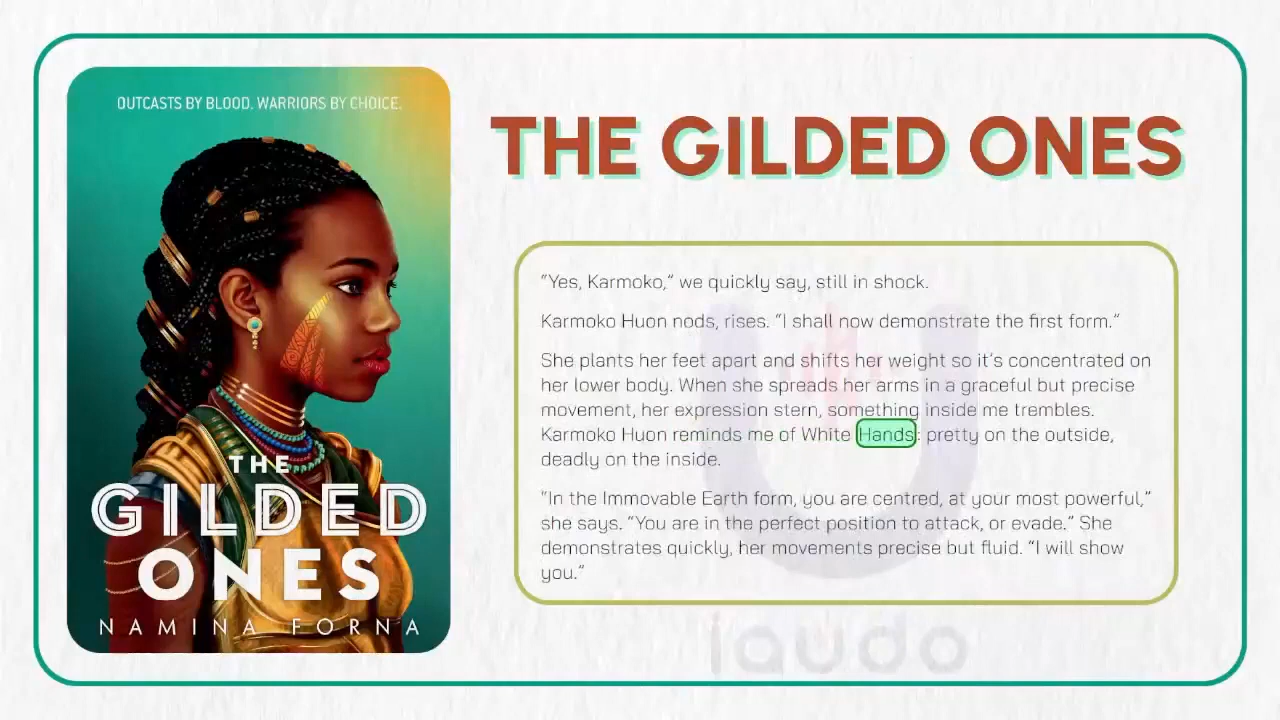 OUTCASTS BY BLOOD. WARRIORS BY CHOICE.
THE
GILDED
ONES
NAMINA FORNA
THE GILDED ONES
“Yes, Karmoko,” we quickly say, still in shock.
Karmoko Huon nods, rises. “I shall now demonstrate the first form.”
She plants her feet apart and shifts her weight so it’s concentrated on
her lower body. When she spreads her arms in a graceful but precise
movement, her expression stern, something inside me trembles.
Karmoko Huon reminds me of White Hands: pretty on the outside,
deadly on the inside.
“In the Immovable Earth form, you are centred, at your most powerful,”
she says. “You are in the perfect position to attack, or evade.” She
demonstrates quickly, her movements precise but fluid. “I will show
you.”
iaudo